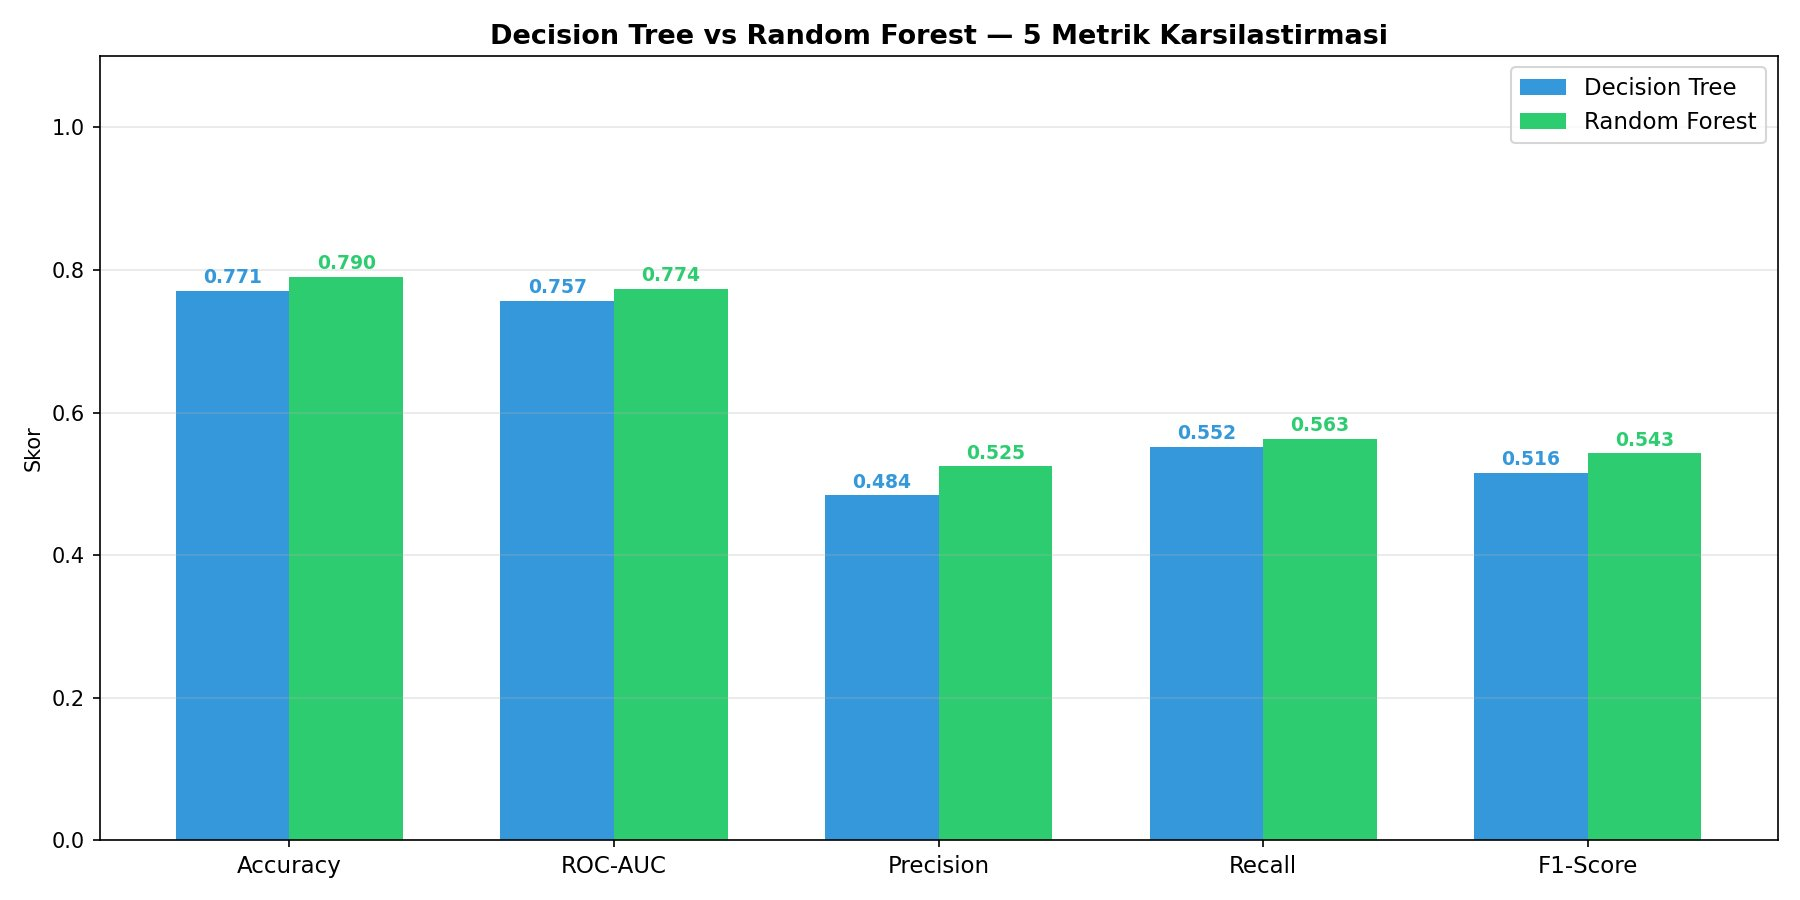 Decision Tree vs Random Forest — 5 Metrik Karsilastirmasi
Decision Tree
Random Forest
Skor
1.0
0.8
0.6
0.4
0.2
0.0
0.771
0.790
0.757
0.774
0.484
0.525
0.552
0.563
0.516
0.543
Accuracy
ROC-AUC
Precision
Recall
F1-Score